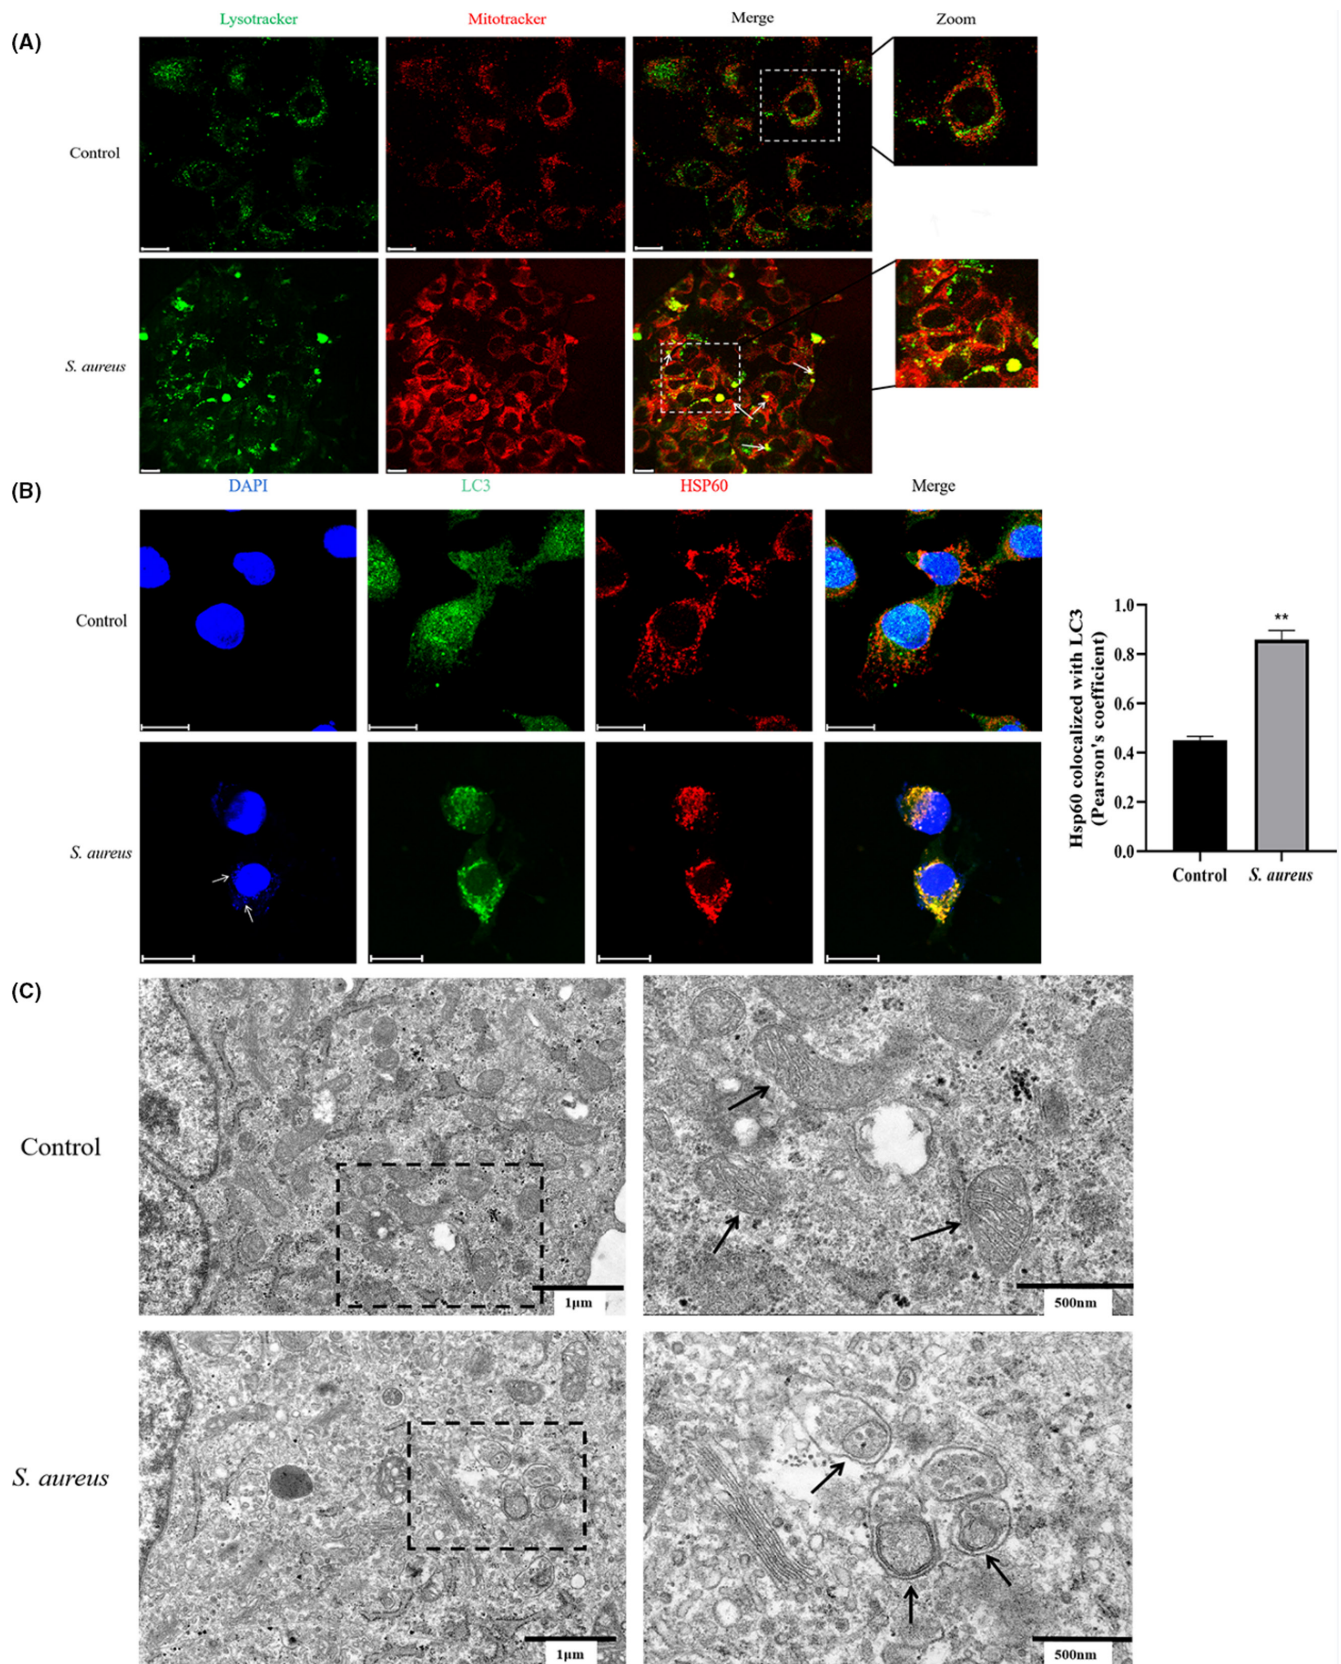 Lysotracker Mitotracker Merge Zoom
(A)
Control
S. aureus
(B)
DAPI LC3 HSP60 Merge
Control
S. aureus
Hsp60 colocalized with LC3
(Pearson's coefficient)
1.0
0.8
0.6
0.4
0.2
0.0
**
Control S. aureus
(C)
Control
1μm 500nm
S. aureus
1μm 500nm